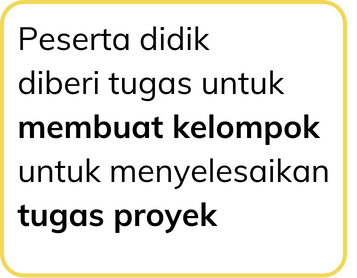 Peserta didik
diberi tugas untuk
membuat kelompok
untuk menyelesaikan
tugas proyek